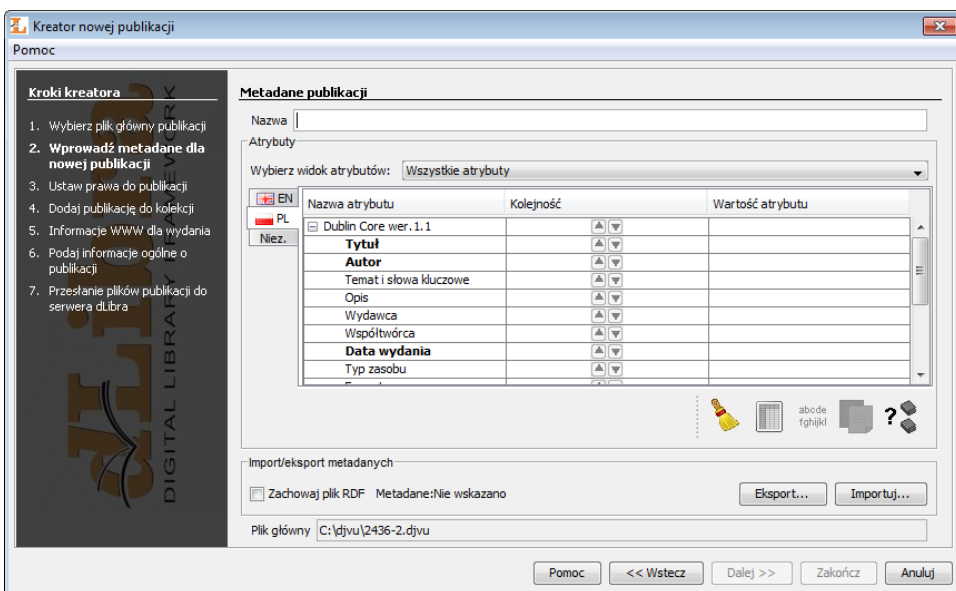 Kreator nowej publikacji
Pomoc
Kroki kreatora
1. Wybierz plik główny publikacji
2. Wprowadź metadane dla
nowej publikacji
3. Ustaw prawa do publikacji
4. Dodaj publikację do kolekcji
5. Informacje WWW dla wydania
6. Podaj informacje ogólne o
publikacji
7. Przesłanie plików publikacji do
serwera dLibra
dLibra
DIGITAL LIBRARY FRAMEWORK
Metadane publikacji
Nazwa
Atrybuty
Wybierz widok atrybutów: Wszystkie atrybuty
EN
PL
Niez.
Nazwa atrybutu Kolejność Wartość atrybutu
Dublin Core wer.1.1
Tytuł
Autor
Temat i słowa kluczowe
Opis
Wydawca
Współtwórca
Data wydania
Typ zasobu
abcde
fghijkl
?
Import/eksport metadanych
Zachowaj plik RDF Metadane:Nie wskazano Eksport... Importuj...
Plik główny C:\djvu\2436-2.djvu
Pomoc << Wstecz Dalej >> Zakończ Anuluj